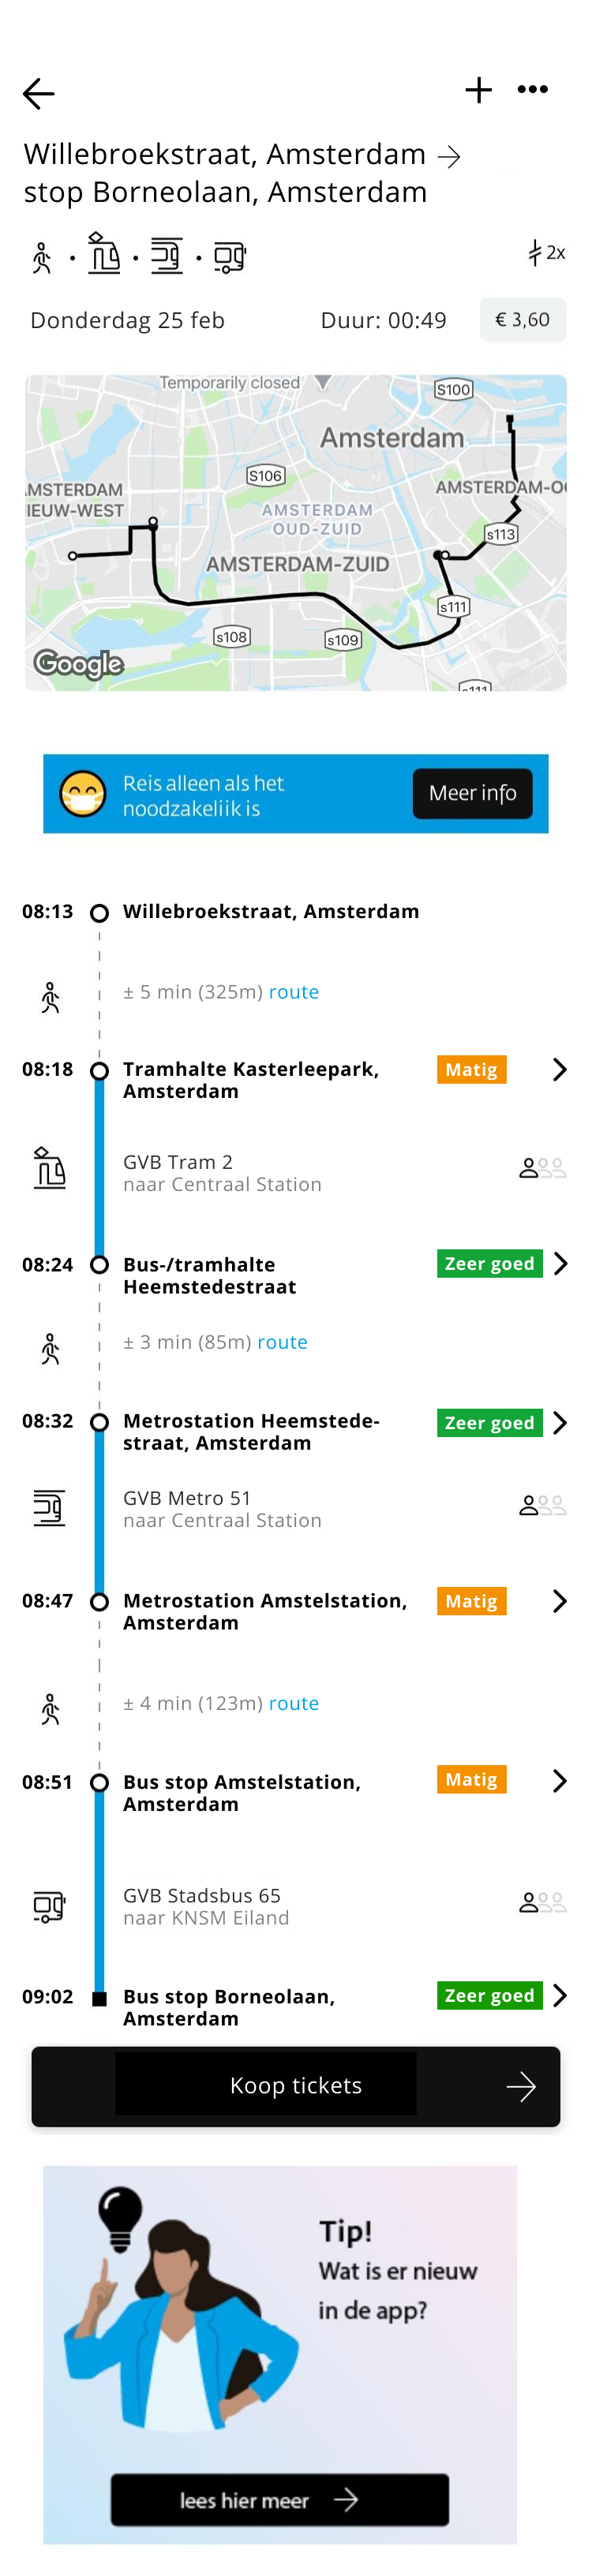 Willebroekstraat, Amsterdam →
stop Borneolaan, Amsterdam
2x
Donderdag 25 feb Duur: 00:49 € 3,60
Temporarily closed
S100
Amsterdam
S106
MSTERDAM
IEUW-WEST
AMSTERDAM-O
AMSTERDAM
OUD-ZUID
s113
AMSTERDAM-ZUID
s111
s108
s109
Google
s111
Reis alleen als het
noodzakelijk is
Meer info
08:13 Willebroekstraat, Amsterdam
± 5 min (325m) route
08:18 Tramhalte Kasterleepark,
Amsterdam
Matig
GVB Tram 2
naar Centraal Station
08:24 Bus-/tramhalte
Heemstedestraat
Zeer goed
± 3 min (85m) route
08:32 Metrostation Heemstede-
straat, Amsterdam
Zeer goed
GVB Metro 51
naar Centraal Station
08:47 Metrostation Amstelstation,
Amsterdam
Matig
± 4 min (123m) route
08:51 Bus stop Amstelstation,
Amsterdam
Matig
GVB Stadsbus 65
naar KNSM Eiland
09:02 Bus stop Borneolaan,
Amsterdam
Zeer goed
Koop tickets →
Tip!
Wat is er nieuw
in de app?
lees hier meer →